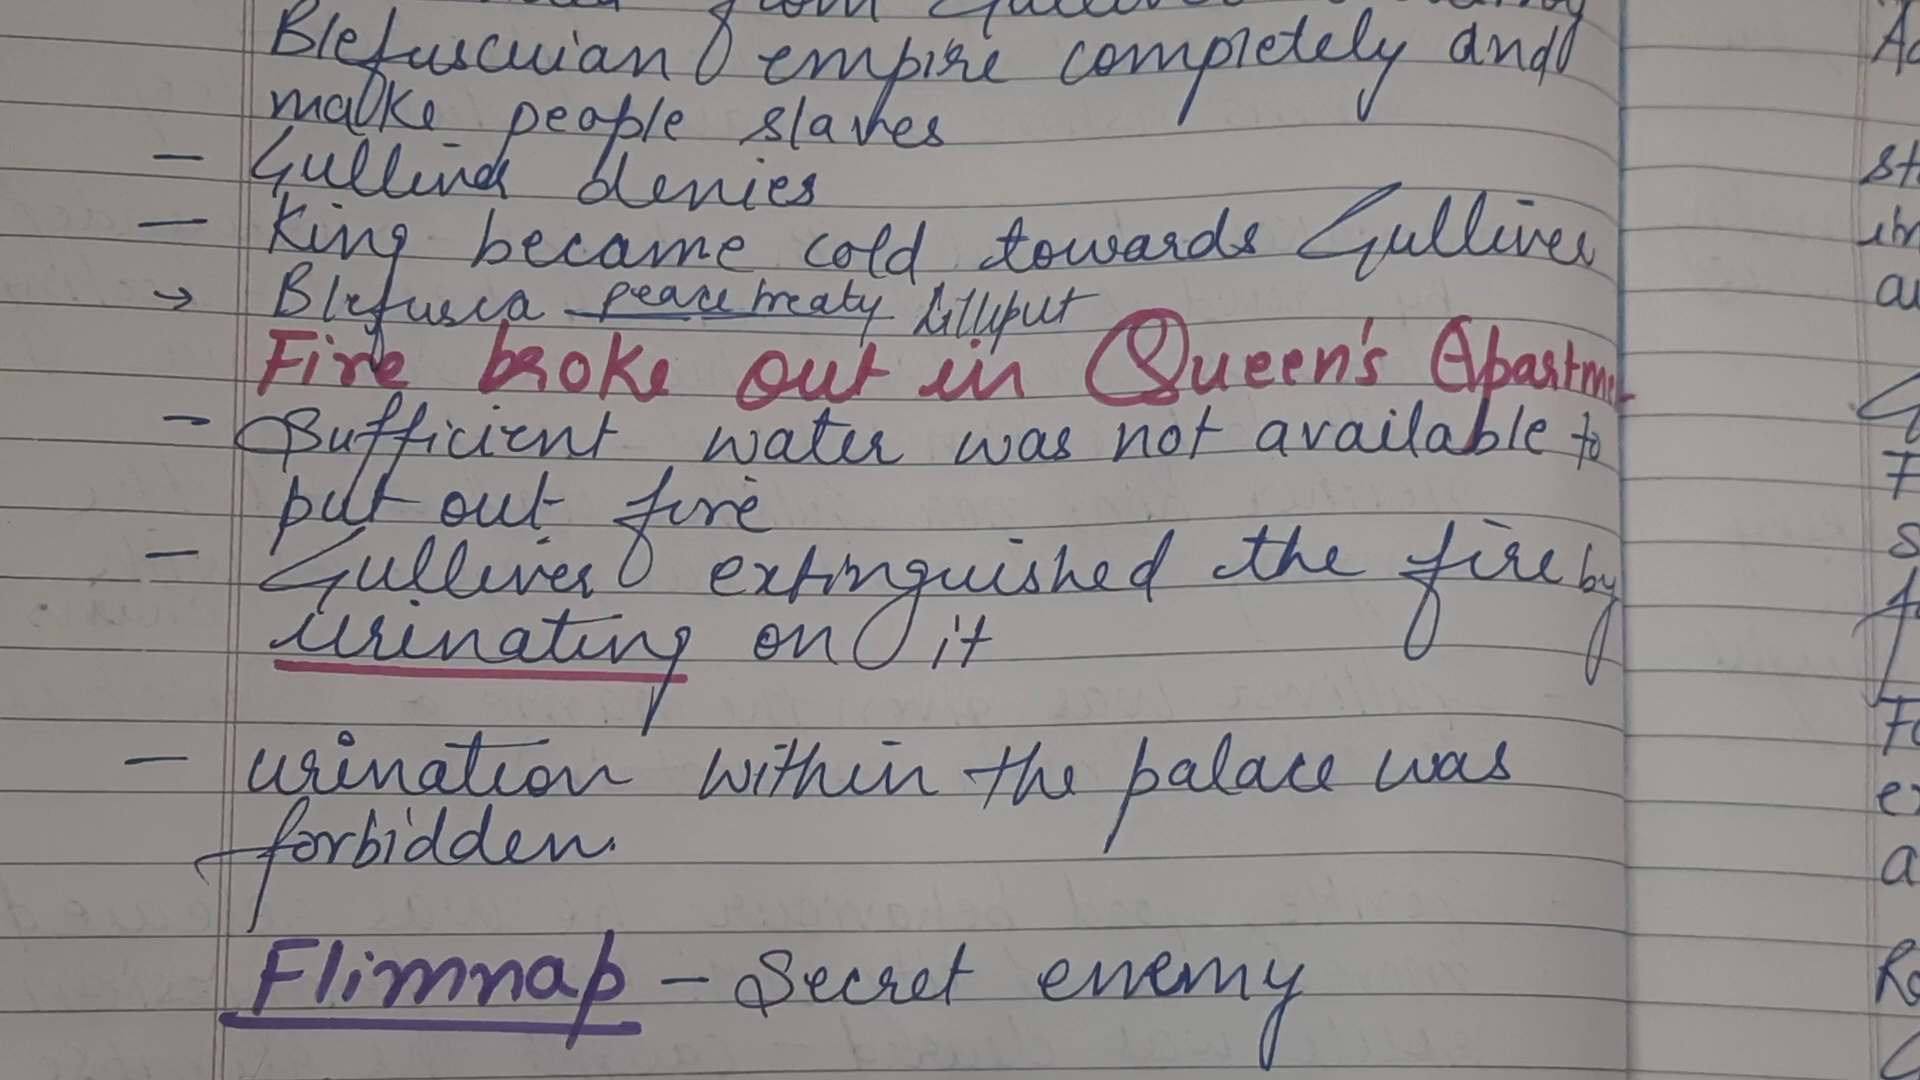 Blefuscuian empire completely and
make people slaves
- Gulliver denies
- King became cold towards Gulliver
→ Blefusca peace treaty Lilliput
Fire broke out in Queen's Apartme
- Sufficient water was not available to
put out fire
- Gulliver extinguished the fire by
urinating on it
- urination within the palace was
forbidden.
Flimnap - Secret enemy